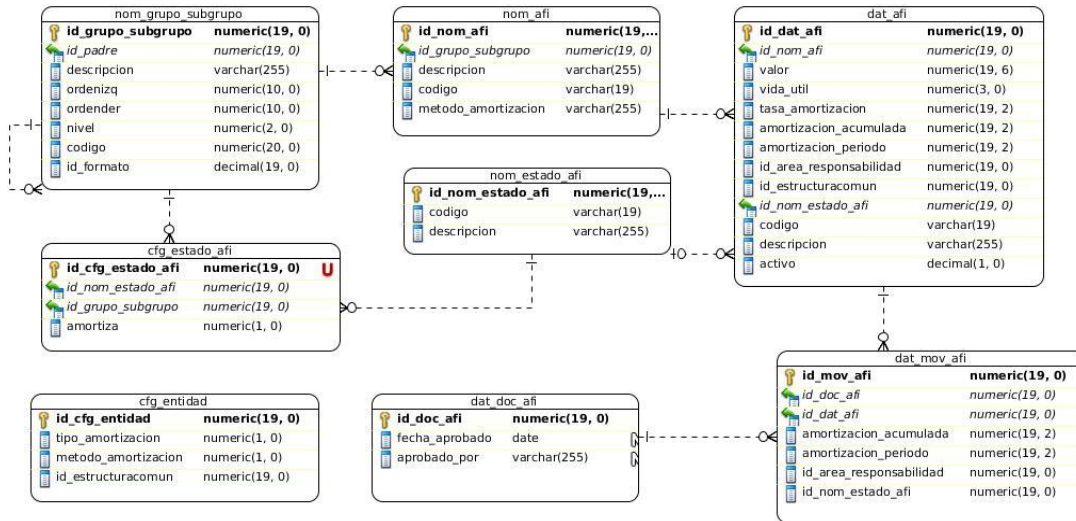 nom_grupo_subgrupo
id_grupo_subgrupo numeric(19, 0)
id_padre numeric(19, 0)
descripcion varchar(255)
ordenizq numeric(10, 0)
ordender numeric(10, 0)
nivel numeric(2, 0)
codigo numeric(20, 0)
id_formato decimal(19, 0)
nom_afi
id_nom_afi numeric(19,...
id_grupo_subgrupo numeric(19, 0)
descripcion varchar(255)
codigo varchar(19)
metodo_amortizacion varchar(255)
dat_afi
id_dat_afi numeric(19, 0)
id_nom_afi numeric(19, 0)
valor numeric(19, 6)
vida_util numeric(3, 0)
tasa_amortizacion numeric(19, 2)
amortizacion_acumulada numeric(19, 2)
amortizacion_periodo numeric(19, 2)
id_area_responsabilidad numeric(19, 0)
id_estructuracomun numeric(19, 0)
id_nom_estado_afi numeric(19, 0)
codigo varchar(19)
descripcion varchar(255)
activo decimal(1, 0)
nom_estado_afi
id_nom_estado_afi numeric(19,...
codigo varchar(19)
descripcion varchar(255)
cfg_estado_afi
id_cfg_estado_afi numeric(19, 0) U
id_nom_estado_afi numeric(19, 0)
id_grupo_subgrupo numeric(19, 0)
amortiza numeric(1, 0)
cfg_entidad
id_cfg_entidad numeric(19, 0)
tipo_amortizacion numeric(1, 0)
metodo_amortizacion numeric(1, 0)
id_estructuracomun numeric(19, 0)
dat_doc_afi
id_doc_afi numeric(19, 0)
fecha_aprobado date
aprobado_por varchar(255)
dat_mov_afi
id_mov_afi numeric(19, 0)
id_doc_afi numeric(19, 0)
id_dat_afi numeric(19, 0)
amortizacion_acumulada numeric(19, 2)
amortizacion_periodo numeric(19, 2)
id_area_responsabilidad numeric(19, 0)
id_nom_estado_afi numeric(19, 0)